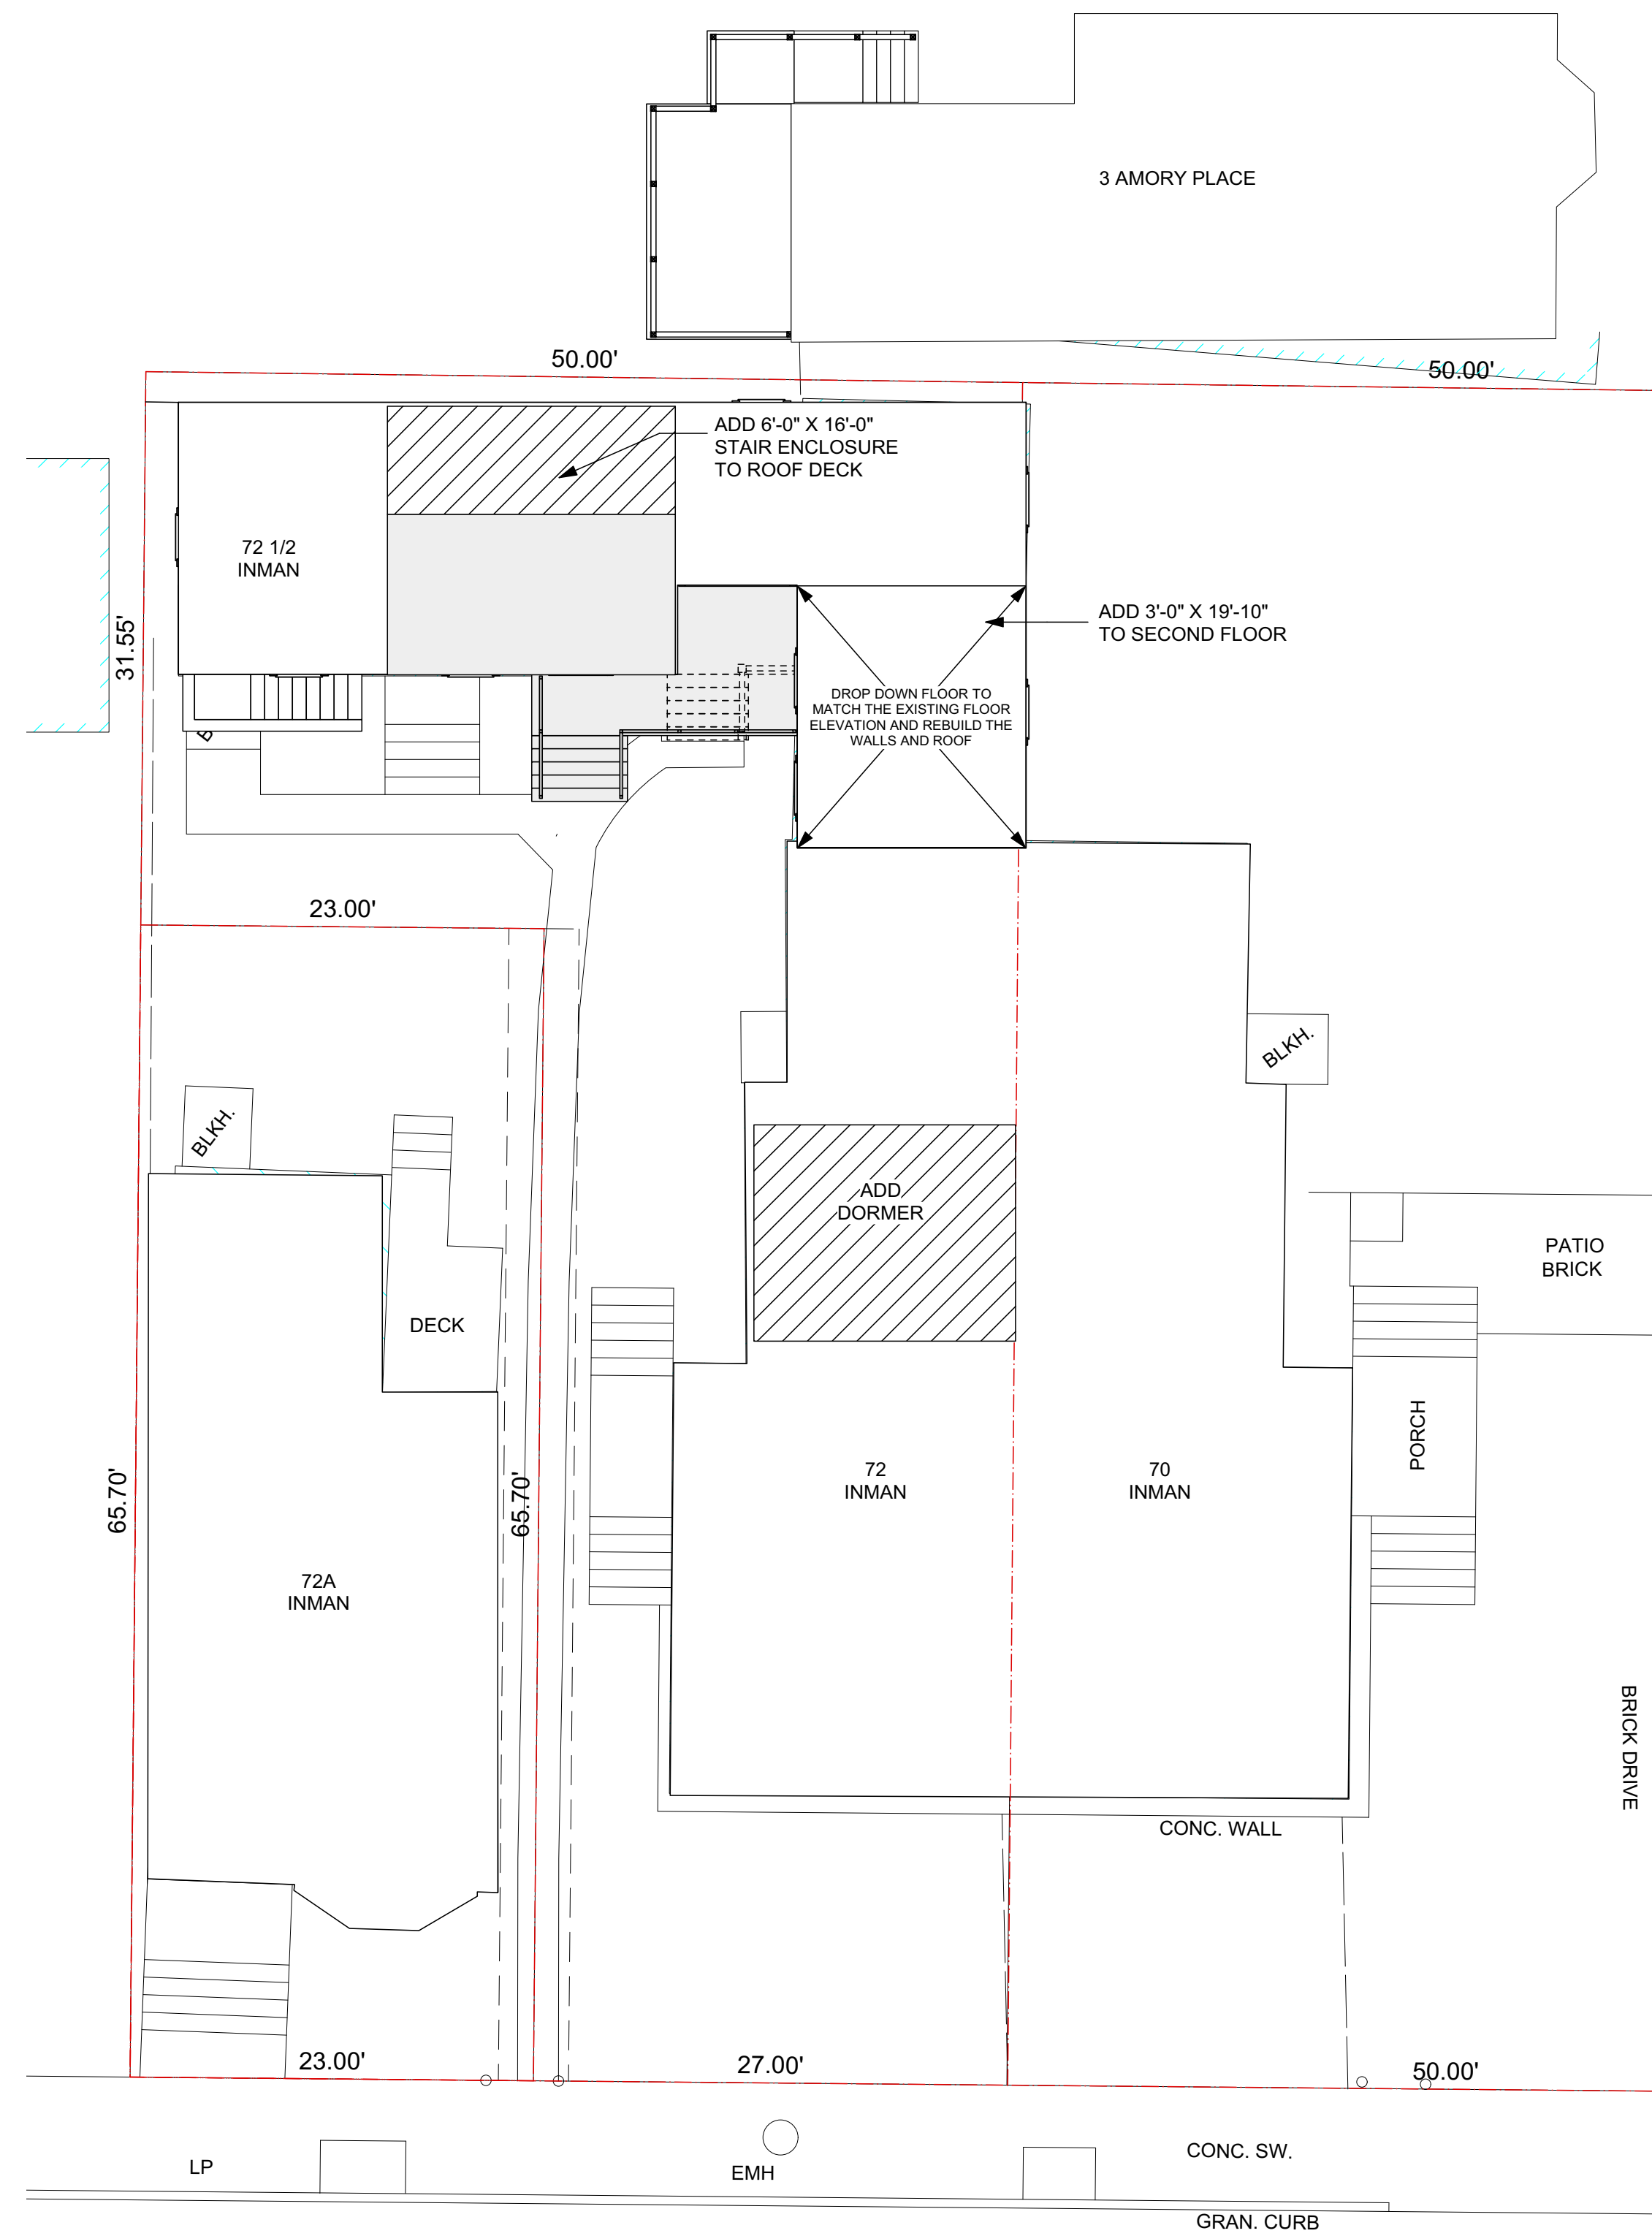 3 AMORY PLACE
50.00'
50.00'
ADD 6'-0" X 16'-0"
STAIR ENCLOSURE
TO ROOF DECK
72 1/2
INMAN
31.55'
ADD 3'-0" X 19'-10"
TO SECOND FLOOR
DROP DOWN FLOOR TO
MATCH THE EXISTING FLOOR
ELEVATION AND REBUILD THE
WALLS AND ROOF
23.00'
BLKH.
BLKH.
ADD
DORMER
PATIO
BRICK
DECK
PORCH
65.70'
65.70'
72
INMAN
70
INMAN
72A
INMAN
BRICK DRIVE
CONC. WALL
23.00'
27.00'
50.00'
CONC. SW.
LP
EMH
GRAN. CURB